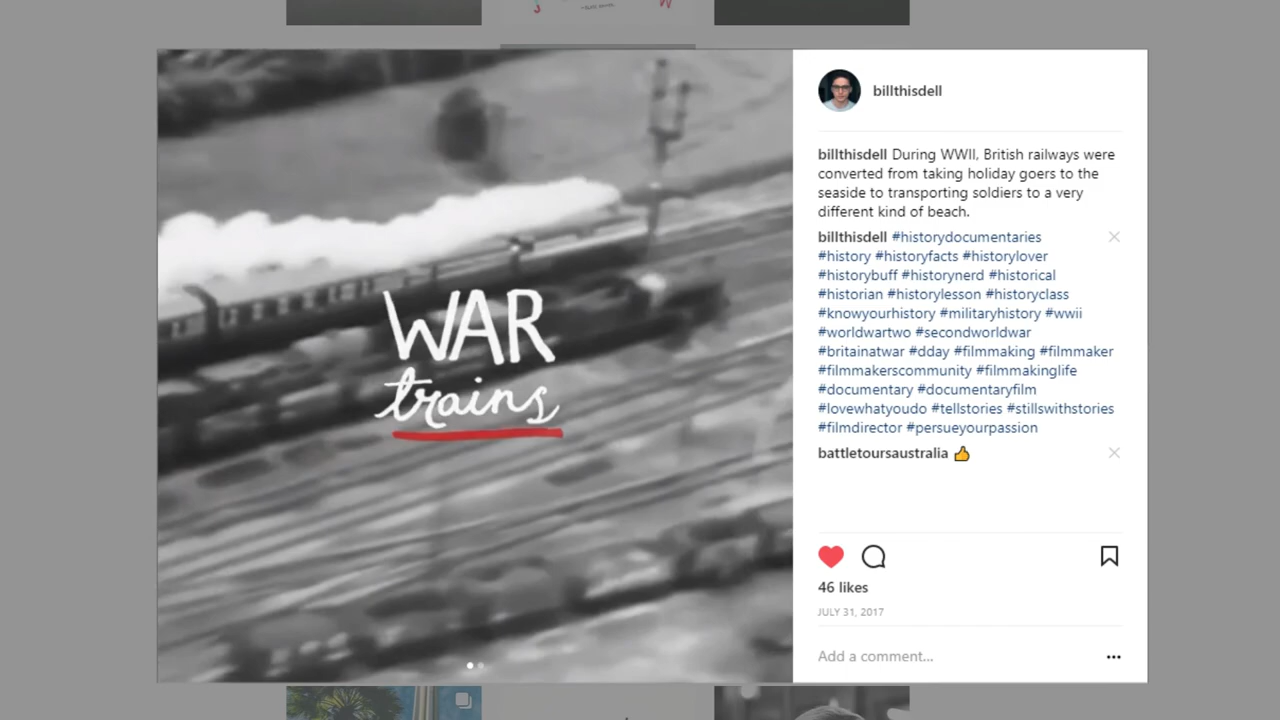 WAR
trains
billthisdell
billthisdell During WWII, British railways were
converted from taking holiday goers to the
seaside to transporting soldiers to a very
different kind of beach.
billthisdell #historydocumentaries
#history #historyfacts #historylover
#historybuff #historynerd #historical
#historian #historylesson #historyclass
#knowyourhistory #militaryhistory #wwii
#worldwartwo #secondworldwar
#britainatwar #dday #filmmaking #filmmaker
#filmmakerscommunity #filmmakinglife
#documentary #documentaryfilm
#lovewhatyoudo #tellstories #stillswithstories
#filmdirector #persueyourpassion
battletoursaustralia 👍
46 likes
JULY 31, 2017
Add a comment...